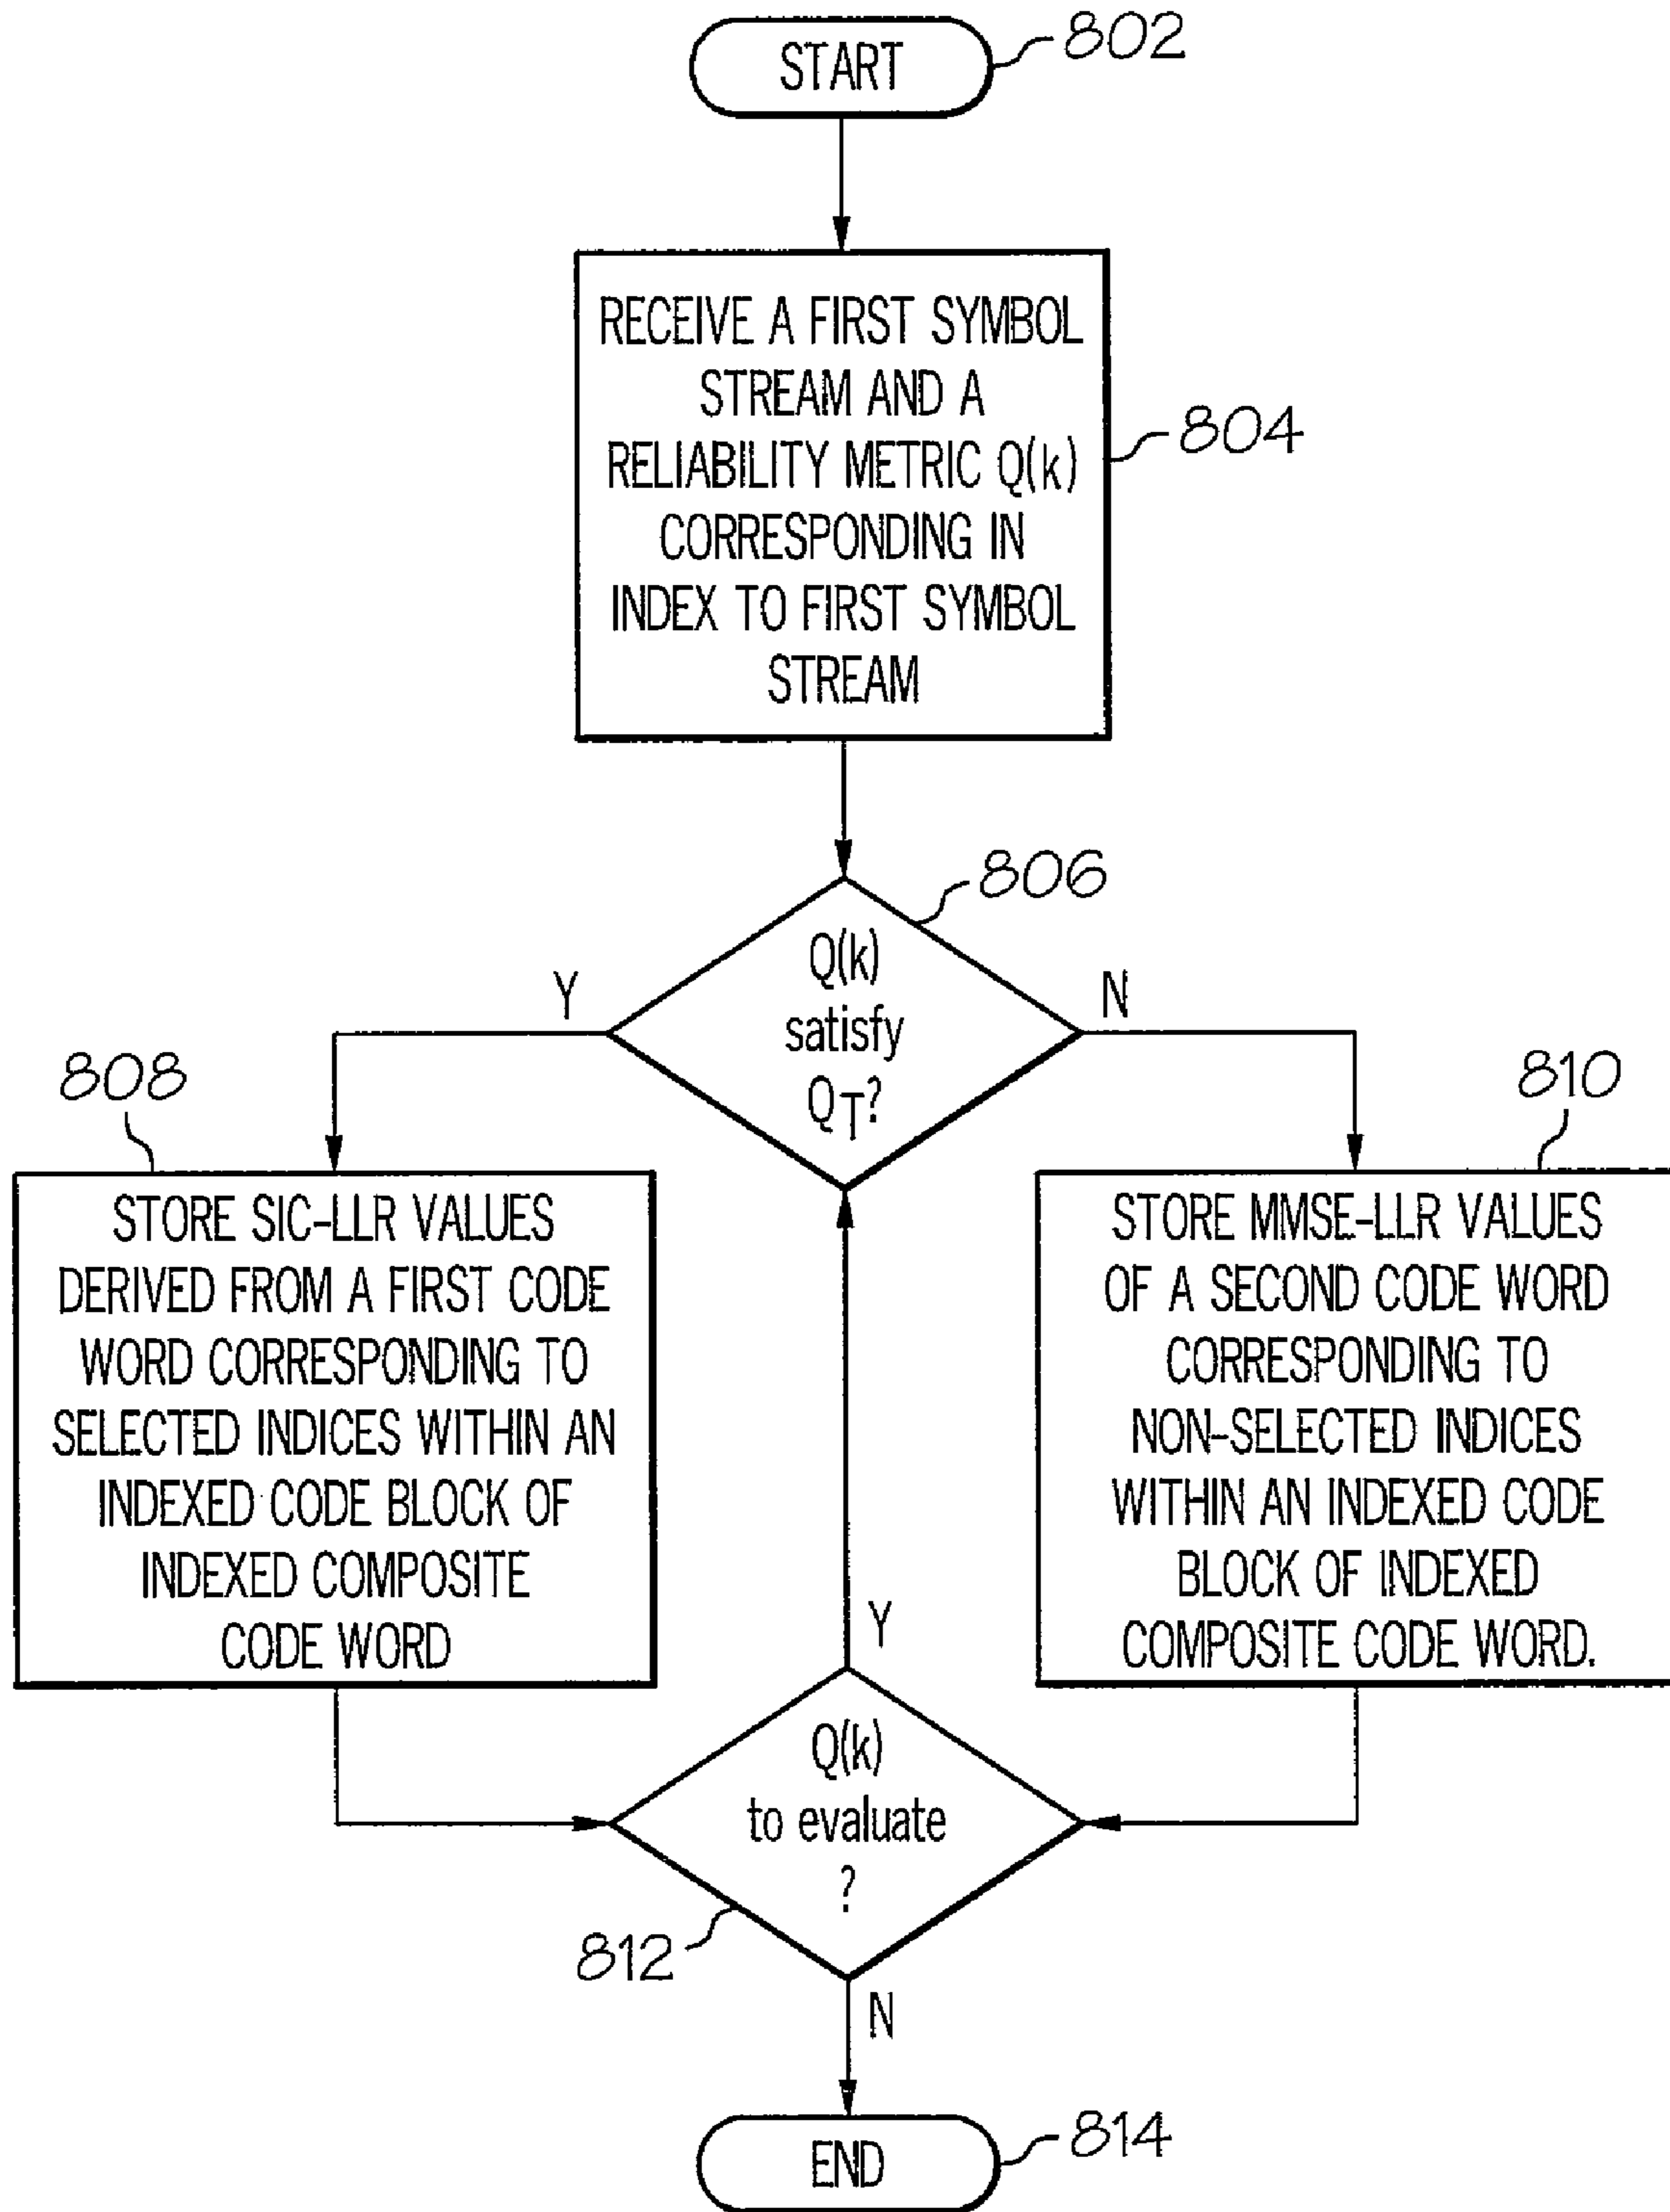 START
802
RECEIVE A FIRST SYMBOL
STREAM AND A
RELIABILITY METRIC Q(k)
CORRESPONDING IN
INDEX TO FIRST SYMBOL
STREAM
804
806
Q(k)
satisfy
QT?
Y
N
808
STORE SIC-LLR VALUES
DERIVED FROM A FIRST CODE
WORD CORRESPONDING TO
SELECTED INDICES WITHIN AN
INDEXED CODE BLOCK OF
INDEXED COMPOSITE
CODE WORD
810
STORE MMSE-LLR VALUES
OF A SECOND CODE WORD
CORRESPONDING TO
NON-SELECTED INDICES
WITHIN AN INDEXED CODE
BLOCK OF INDEXED
COMPOSITE CODE WORD.
Y
Q(k)
to evaluate
?
812
N
END
814